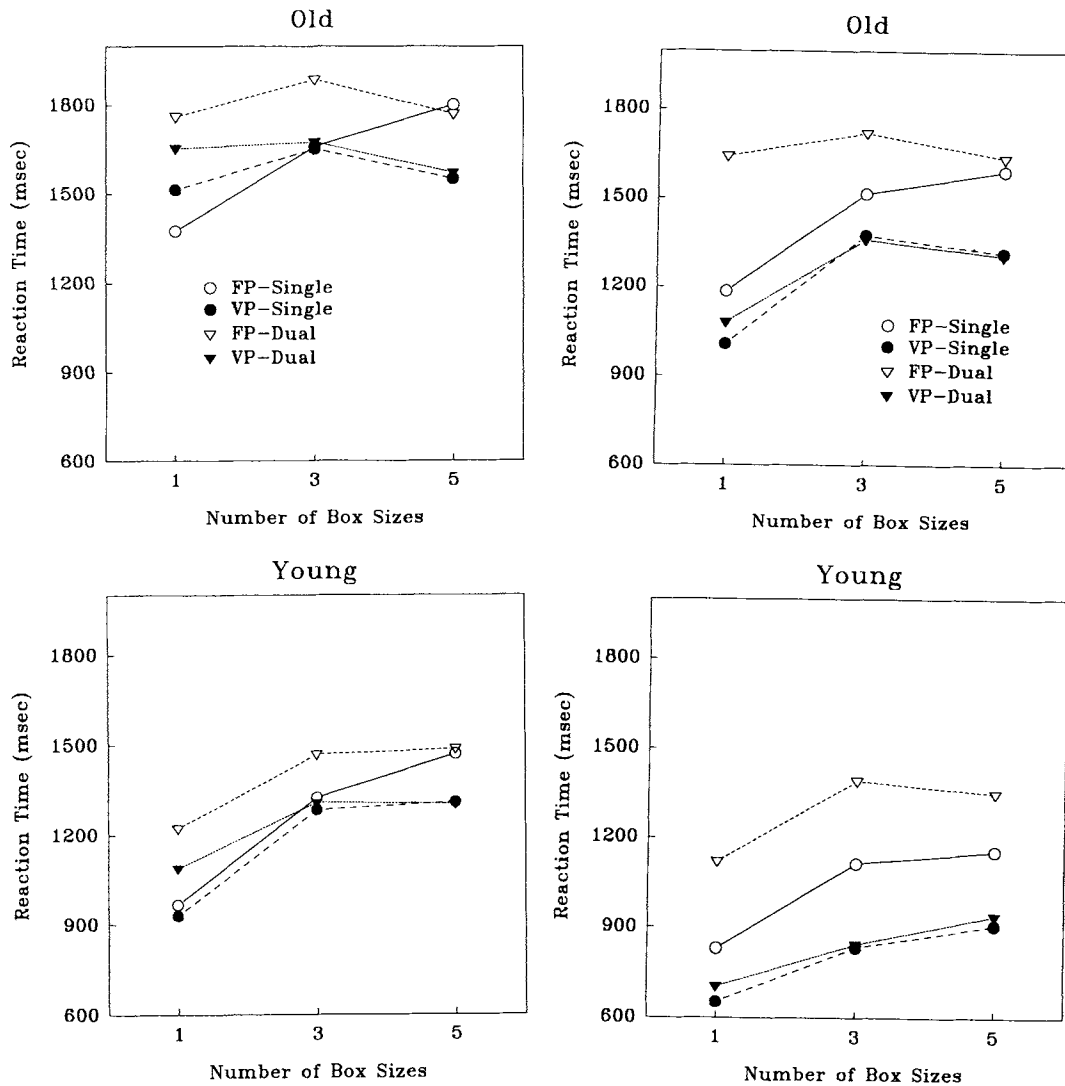 Old
Reaction Time (msec)
1800
1500
1200
900
600
FP-Single
VP-Single
FP-Dual
VP-Dual
1 3 5
Number of Box Sizes
Old
Reaction Time (msec)
1800
1500
1200
900
600
FP-Single
VP-Single
FP-Dual
VP-Dual
1 3 5
Number of Box Sizes
Young
Reaction Time (msec)
1800
1500
1200
900
600
1 3 5
Number of Box Sizes
Young
Reaction Time (msec)
1800
1500
1200
900
600
1 3 5
Number of Box Sizes